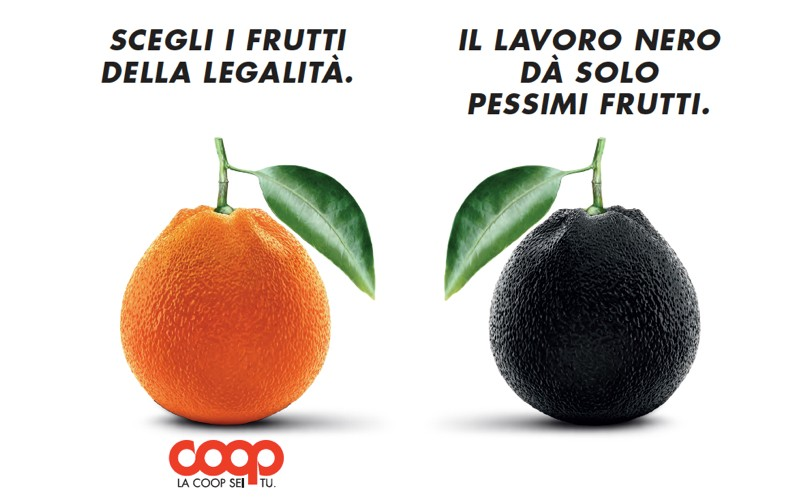 SCEGLI I FRUTTI
DELLA LEGALITÀ.
IL LAVORO NERO
DÀ SOLO
PESSIMI FRUTTI.
coop
LA COOP SEI TU.